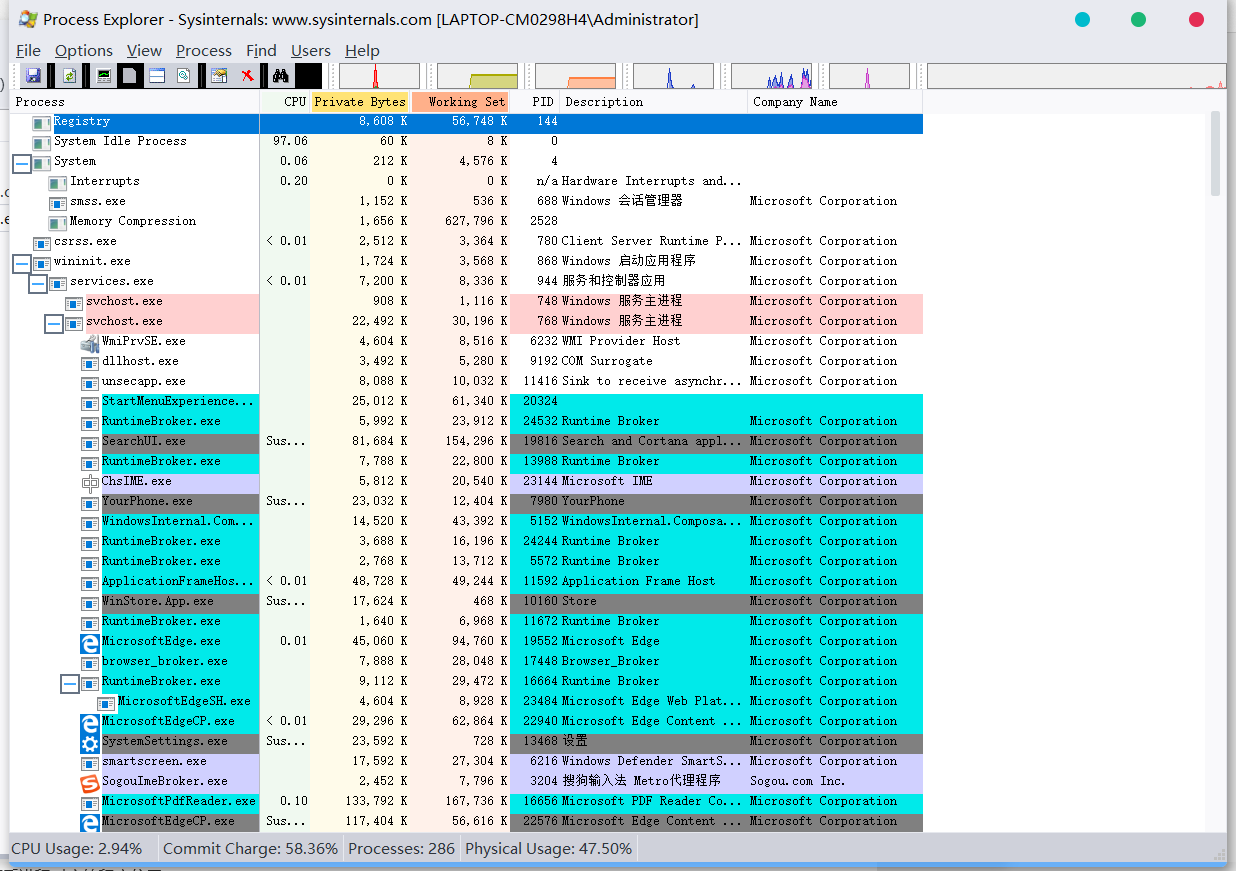 Process Explorer - Sysinternals: www.sysinternals.com [LAPTOP-CM0298H4\Administrator]
File Options View Process Find Users Help
Process CPU Private Bytes Working Set PID Description Company Name
Registry 8,608 K 56,748 K 144
System Idle Process 97.06 60 K 8 K 0
System 0.06 212 K 4,576 K 4
Interrupts 0.20 0 K 0 K n/a Hardware Interrupts and...
smss.exe 1,152 K 536 K 688 Windows 会话管理器 Microsoft Corporation
Memory Compression 1,656 K 627,796 K 2528
csrss.exe < 0.01 2,512 K 3,364 K 780 Client Server Runtime P... Microsoft Corporation
wininit.exe 1,724 K 3,568 K 868 Windows 启动应用程序 Microsoft Corporation
services.exe < 0.01 7,200 K 8,336 K 944 服务和控制器应用 Microsoft Corporation
svchost.exe 908 K 1,116 K 748 Windows 服务主进程 Microsoft Corporation
svchost.exe 22,492 K 30,196 K 768 Windows 服务主进程 Microsoft Corporation
WmiPrvSE.exe 4,604 K 8,516 K 6232 WMI Provider Host Microsoft Corporation
dllhost.exe 3,492 K 5,280 K 9192 COM Surrogate Microsoft Corporation
unsecapp.exe 8,088 K 10,032 K 11416 Sink to receive asynchr... Microsoft Corporation
StartMenuExperience... 25,012 K 61,340 K 20324
RuntimeBroker.exe 5,992 K 23,912 K 24532 Runtime Broker Microsoft Corporation
SearchUI.exe Sus... 81,684 K 154,296 K 19816 Search and Cortana appl... Microsoft Corporation
RuntimeBroker.exe 7,788 K 22,800 K 13988 Runtime Broker Microsoft Corporation
ChsIME.exe 5,812 K 20,540 K 23144 Microsoft IME Microsoft Corporation
YourPhone.exe Sus... 23,032 K 12,404 K 7980 YourPhone Microsoft Corporation
WindowsInternal.Com... 14,520 K 43,392 K 5152 WindowsInternal.Composa... Microsoft Corporation
RuntimeBroker.exe 3,688 K 16,196 K 24244 Runtime Broker Microsoft Corporation
RuntimeBroker.exe 2,768 K 13,712 K 5572 Runtime Broker Microsoft Corporation
ApplicationFrameHos... < 0.01 48,728 K 49,244 K 11592 Application Frame Host Microsoft Corporation
WinStore.App.exe Sus... 17,624 K 468 K 10160 Store Microsoft Corporation
RuntimeBroker.exe 1,640 K 6,968 K 11672 Runtime Broker Microsoft Corporation
MicrosoftEdge.exe 0.01 45,060 K 94,760 K 19552 Microsoft Edge Microsoft Corporation
browser_broker.exe 7,888 K 28,048 K 17448 Browser_Broker Microsoft Corporation
RuntimeBroker.exe 9,112 K 29,472 K 16664 Runtime Broker Microsoft Corporation
MicrosoftEdgeSH.exe 4,604 K 8,928 K 23484 Microsoft Edge Web Plat... Microsoft Corporation
MicrosoftEdgeCP.exe < 0.01 29,296 K 62,864 K 22940 Microsoft Edge Content ... Microsoft Corporation
SystemSettings.exe Sus... 23,592 K 728 K 13468 设置 Microsoft Corporation
smartscreen.exe 17,592 K 27,304 K 6216 Windows Defender SmartS... Microsoft Corporation
SogouImeBroker.exe 2,452 K 7,796 K 3204 搜狗输入法 Metro代理程序 Sogou.com Inc.
MicrosoftPdfReader.exe 0.10 133,792 K 167,736 K 16656 Microsoft PDF Reader Co... Microsoft Corporation
MicrosoftEdgeCP.exe Sus... 117,404 K 56,616 K 22576 Microsoft Edge Content ... Microsoft Corporation
CPU Usage: 2.94% Commit Charge: 58.36% Processes: 286 Physical Usage: 47.50%